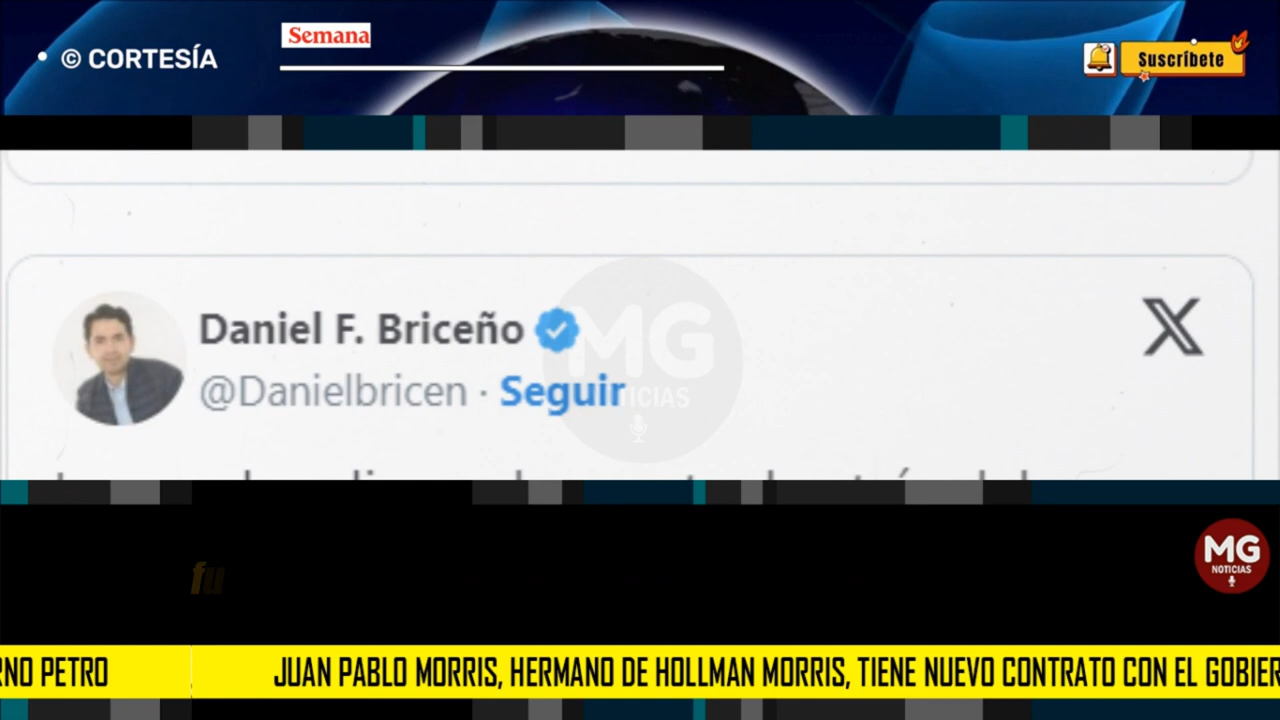 © CORTESÍA
Semana
Suscríbete
Daniel F. Briceño
@Danielbricen · Seguir
MG
NOTICIAS
fu
MG
NOTICIAS
RNO PETRO
JUAN PABLO MORRIS, HERMANO DE HOLLMAN MORRIS, TIENE NUEVO CONTRATO CON EL GOBIER